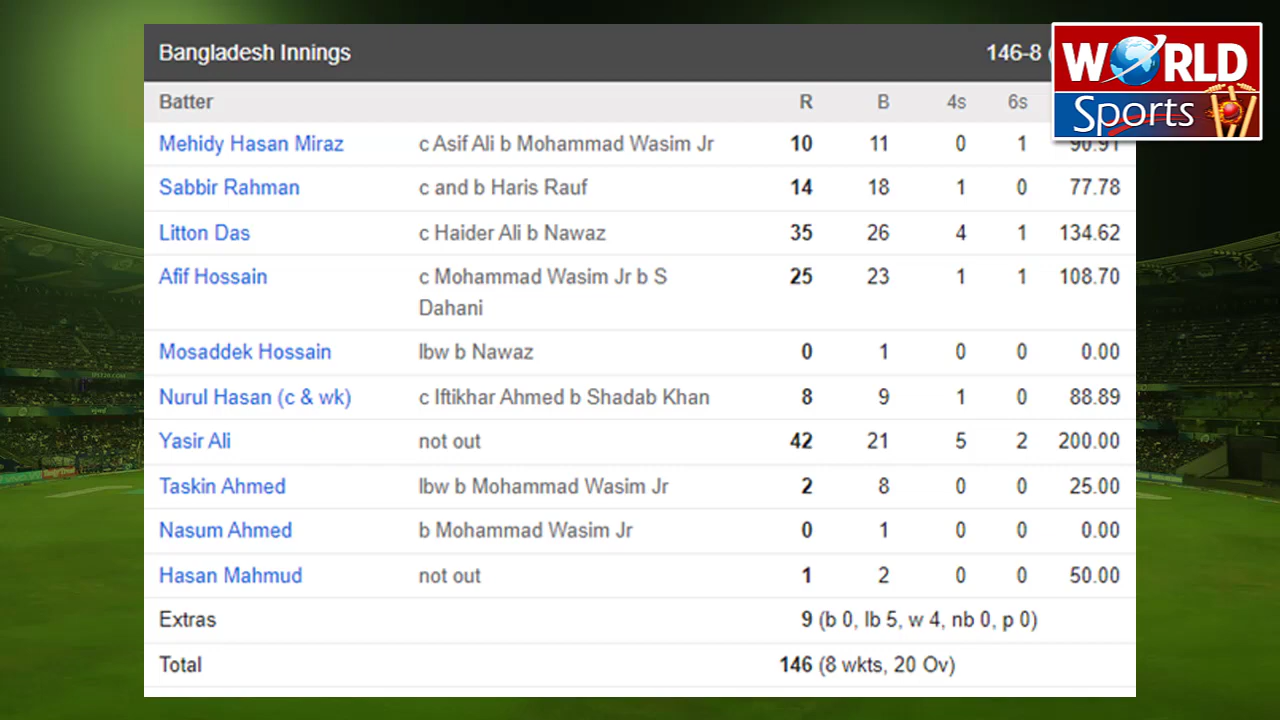 Bangladesh Innings 146-8 (
Batter R B 4s 6s
Mehidy Hasan Miraz c Asif Ali b Mohammad Wasim Jr 10 11 0 1 90.91
Sabbir Rahman c and b Haris Rauf 14 18 1 0 77.78
Litton Das c Haider Ali b Nawaz 35 26 4 1 134.62
Afif Hossain c Mohammad Wasim Jr b S 25 23 1 1 108.70
Dahani
Mosaddek Hossain lbw b Nawaz 0 1 0 0 0.00
Nurul Hasan (c & wk) c Iftikhar Ahmed b Shadab Khan 8 9 1 0 88.89
Yasir Ali not out 42 21 5 2 200.00
Taskin Ahmed lbw b Mohammad Wasim Jr 2 8 0 0 25.00
Nasum Ahmed b Mohammad Wasim Jr 0 1 0 0 0.00
Hasan Mahmud not out 1 2 0 0 50.00
Extras 9 (b 0, lb 5, w 4, nb 0, p 0)
Total 146 (8 wkts, 20 Ov)
WORLD
Sports